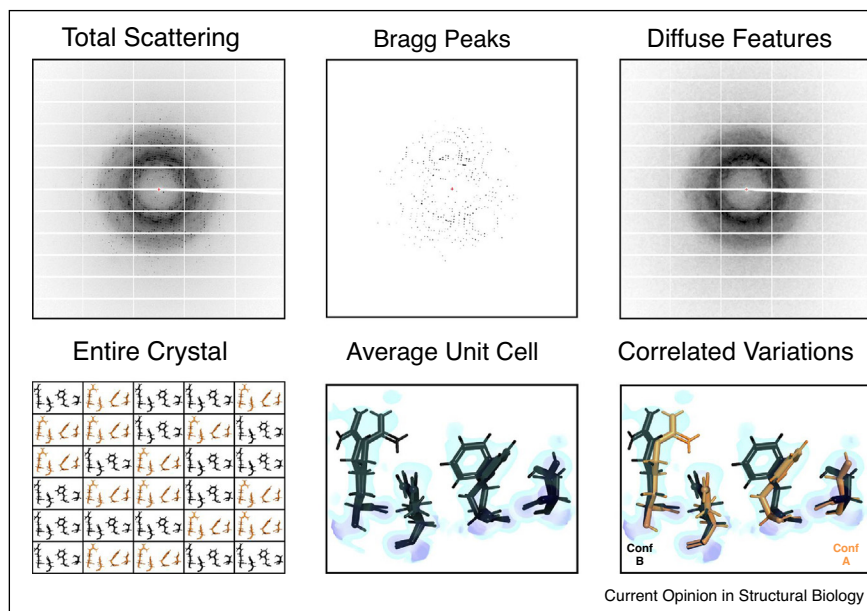 Total Scattering
Bragg Peaks
Diffuse Features
Entire Crystal
Average Unit Cell
Correlated Variations
Conf
B
Conf
A
Current Opinion in Structural Biology